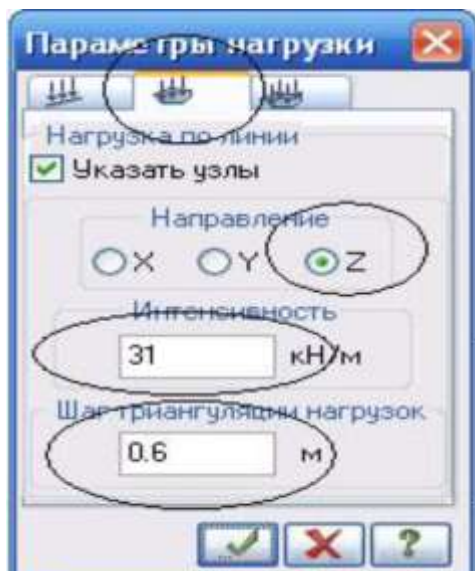 Параметры нагрузки
Нагрузка по линии
Указать узлы
Направление
X Y Z
Интенсивность
31 кН/м
Шаг триангуляции нагрузок
0.6 м
?